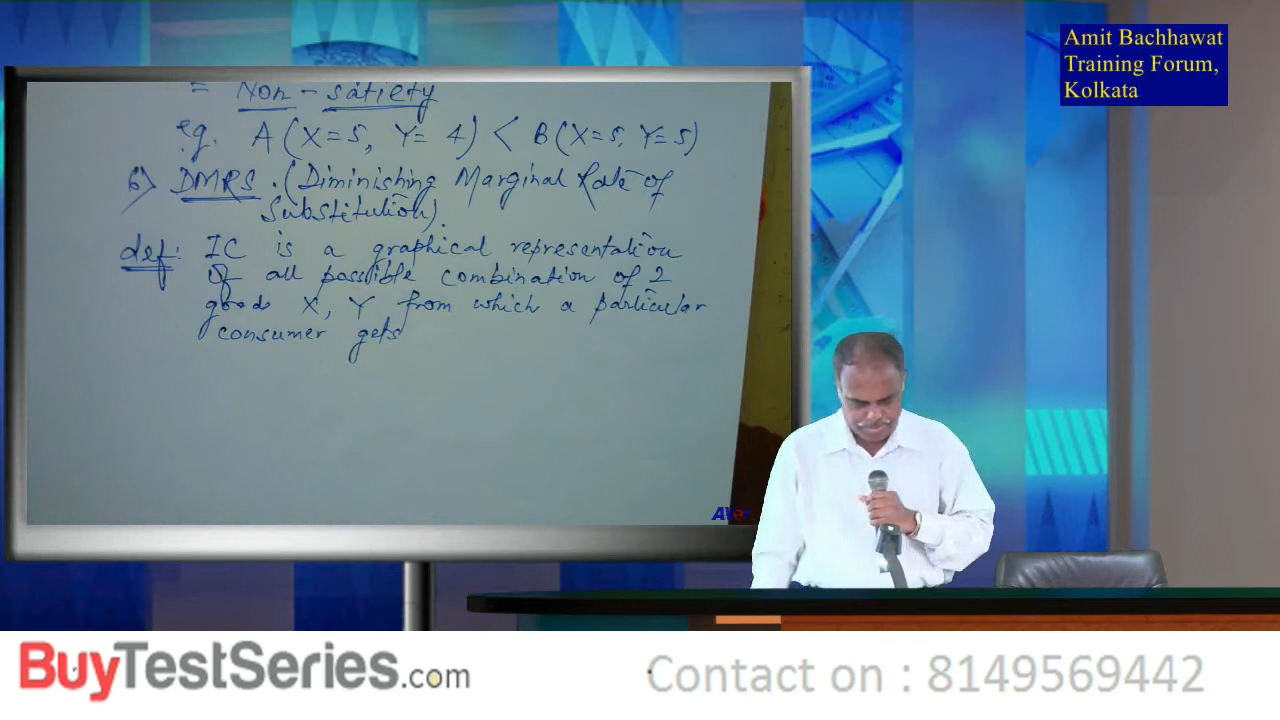 Amit Bachhawat
Training Forum,
Kolkata
= Non - satiety
eg. A (X=5, Y= 4) < B (X=5, Y=5)
6) DMRS. (Diminishing Marginal Rate of
Substitution).
def: IC is a graphical representation
of all possible combination of 2
goods X, Y from which a particular
consumer gets
AVer
BuyTestSeries.com
Contact on : 8149569442